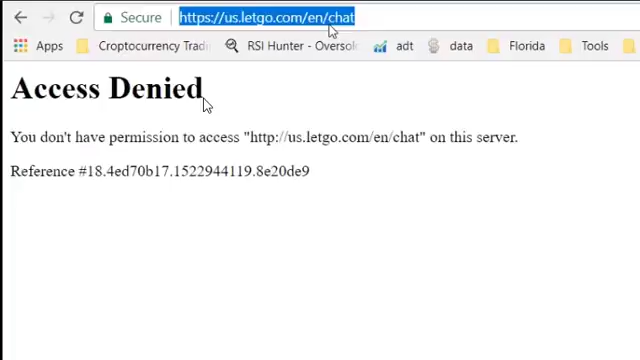 Secure https://us.letgo.com/en/chat
Apps Croptocurrency Tradi RSI Hunter - Oversol adt data Florida Tools
Access Denied
You don't have permission to access "http://us.letgo.com/en/chat" on this server.
Reference #18.4ed70b17.1522944119.8e20de9